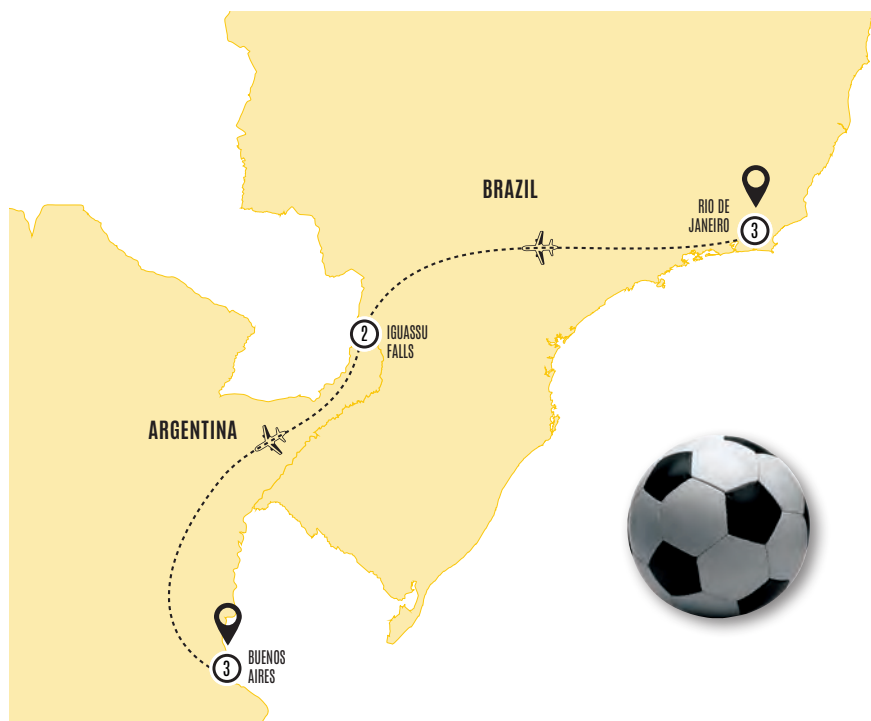 BRAZIL
RIO DE
JANEIRO
3
2
IGUASSU
FALLS
ARGENTINA
3
BUENOS
AIRES